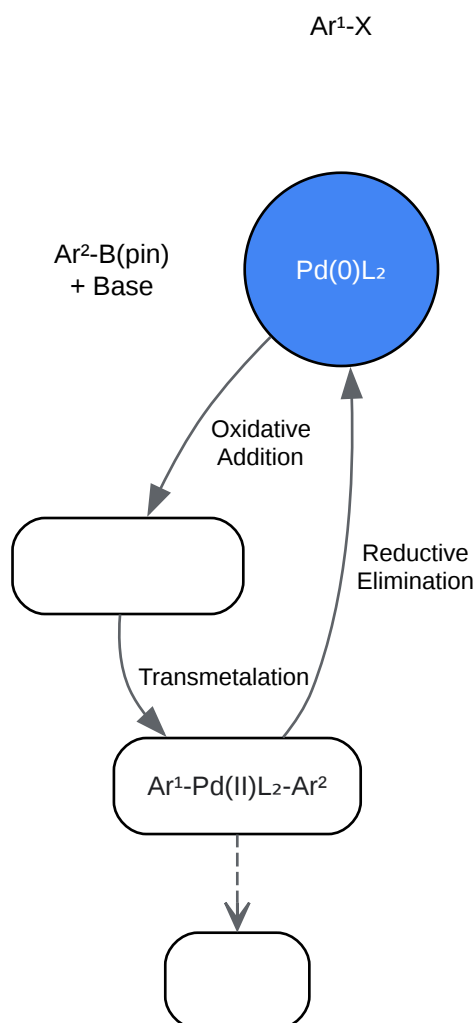 Ar¹-X
Pd(0)L₂
Ar²-B(pin)
+ Base
Oxidative
Addition
Reductive
Elimination
Transmetalation
Ar¹-Pd(II)L₂-Ar²